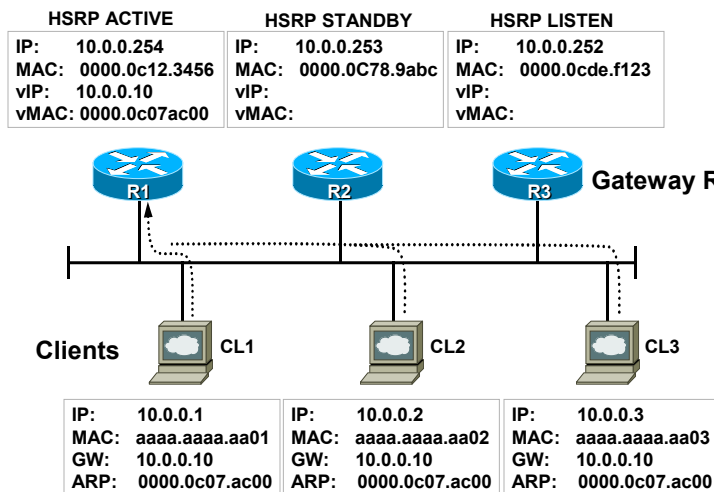 HSRP ACTIVE HSRP STANDBY HSRP LISTEN
IP: 10.0.0.254
MAC: 0000.0c12.3456
vIP: 10.0.0.10
vMAC: 0000.0c07ac00
IP: 10.0.0.253
MAC: 0000.0C78.9abc
vIP:
vMAC:
IP: 10.0.0.252
MAC: 0000.0cde.f123
vIP:
vMAC:
R1 R2 R3 Gateway R
Clients CL1 CL2 CL3
IP: 10.0.0.1
MAC: aaaa.aaaa.aa01
GW: 10.0.0.10
ARP: 0000.0c07.ac00
IP: 10.0.0.2
MAC: aaaa.aaaa.aa02
GW: 10.0.0.10
ARP: 0000.0c07.ac00
IP: 10.0.0.3
MAC: aaaa.aaaa.aa03
GW: 10.0.0.10
ARP: 0000.0c07.ac00